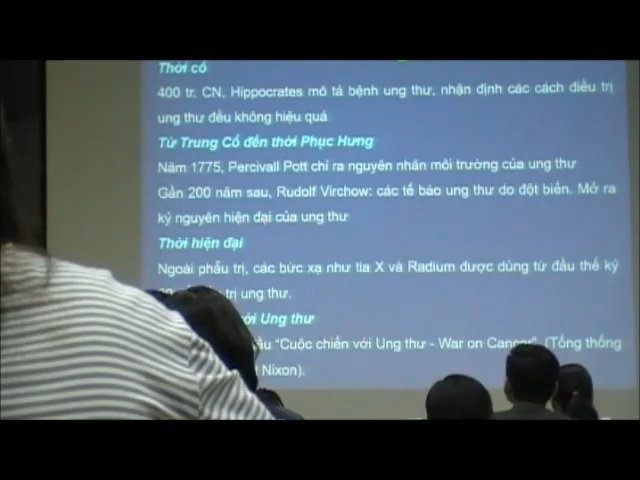 Thời cổ
400 tr. CN, Hippocrates mô tả bệnh ung thư, nhận định các cách điều trị
ung thư đều không hiệu quả
Từ Trung Cổ đến thời Phục Hưng
Năm 1775, Percivall Pott chỉ ra nguyên nhân môi trường của ung thư
Gần 200 năm sau, Rudolf Virchow: các tế bào ung thư do đột biến. Mở ra
kỷ nguyên hiện đại của ung thư
Thời hiện đại
Ngoài phẫu trị, các bức xạ như tia X và Radium được dùng từ đầu thế kỷ
trị ung thư.
với Ung thư
"Cuộc chiến với Ung thư - War on Cancer". (Tổng thống
Nixon).